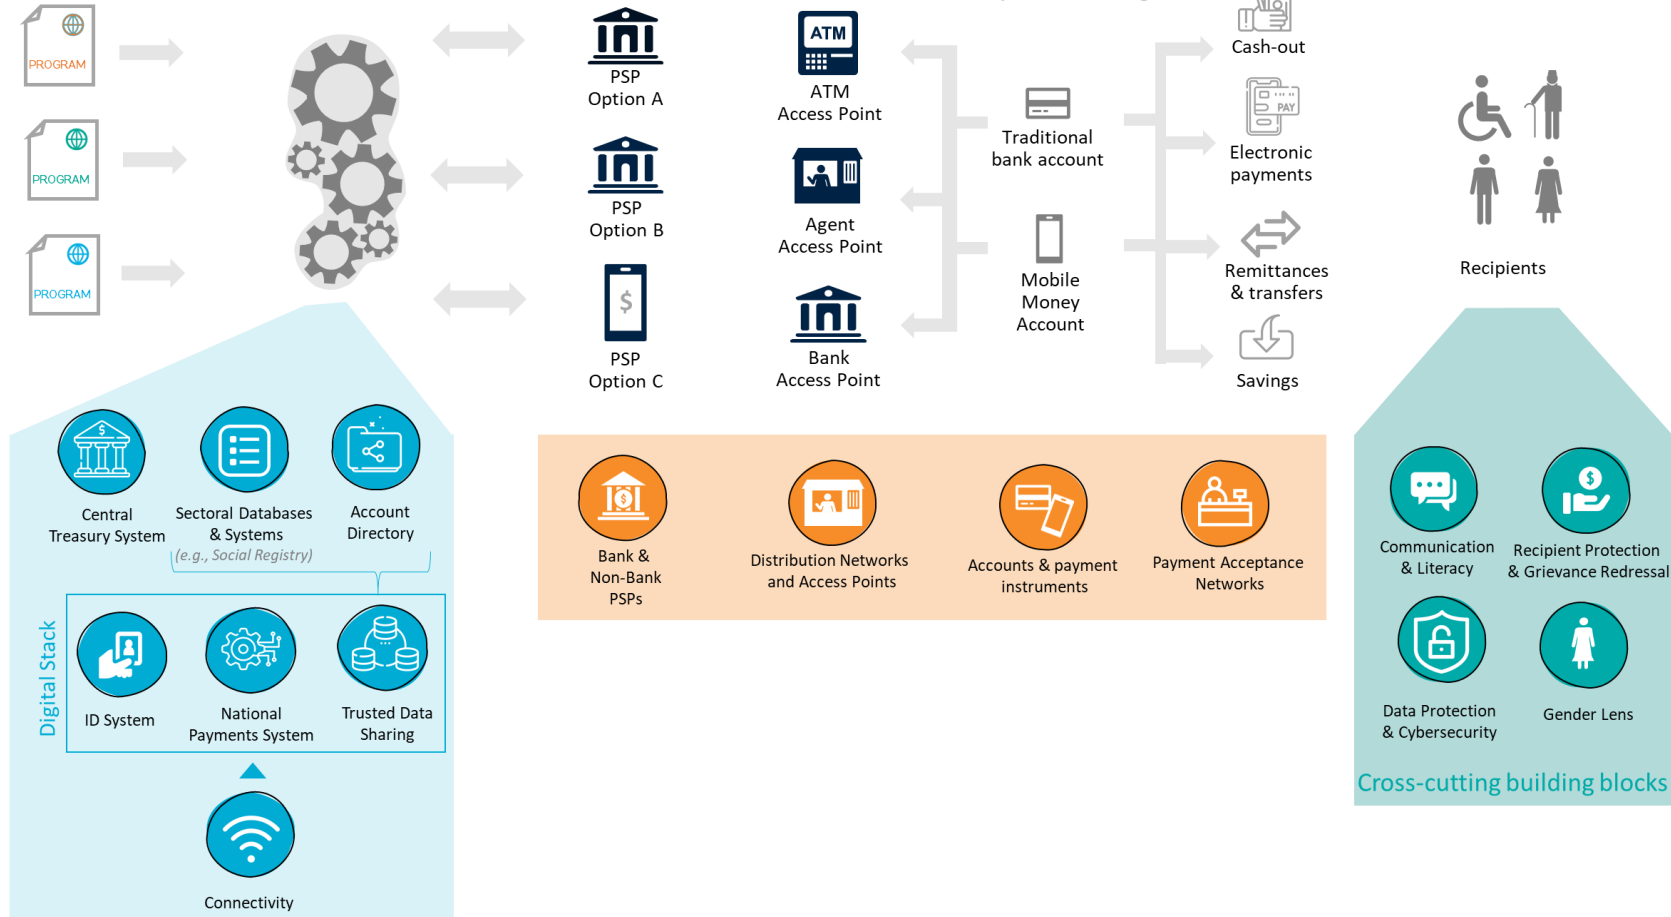 PROGRAM
PROGRAM
PROGRAM
PSP
Option A
PSP
Option B
$
PSP
Option C
ATM
ATM
Access Point
Agent
Access Point
Bank
Access Point
Traditional
bank account
Mobile
Money
Account
Cash-out
PAY
Electronic
payments
Remittances
& transfers
Savings
Recipients
$
Central
Treasury System
Sectoral Databases
& Systems
(e.g., Social Registry)
Account
Directory
Digital Stack
ID System
National
Payments System
Trusted Data
Sharing
Connectivity
$
Bank &
Non-Bank
PSPs
Distribution Networks
and Access Points
Accounts & payment
instruments
Payment Acceptance
Networks
Communication
& Literacy
$
Recipient Protection
& Grievance Redressal
Data Protection
& Cybersecurity
Gender Lens
Cross-cutting building blocks